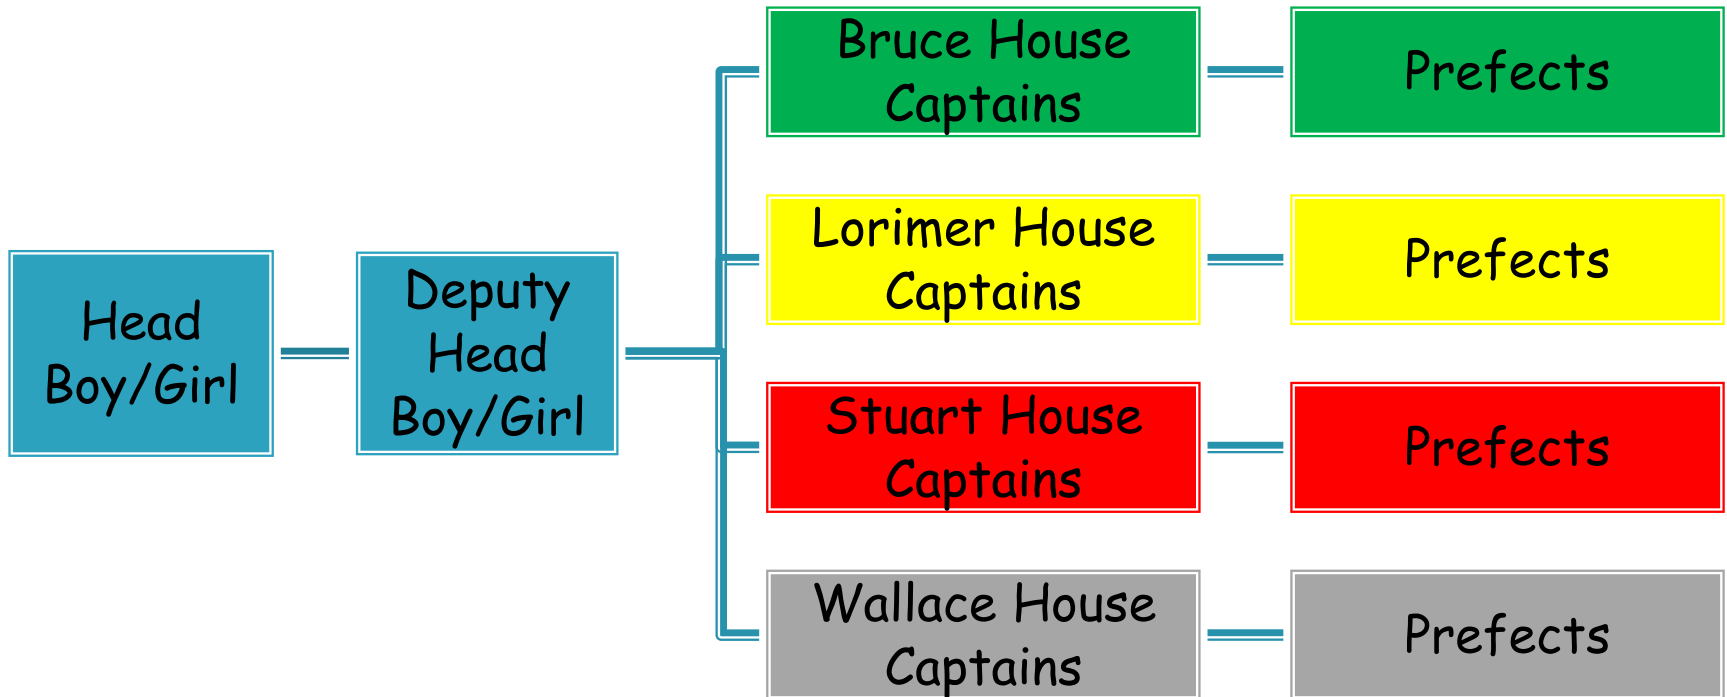 Head
Boy/Girl
Deputy
Head
Boy/Girl
Bruce House
Captains
Prefects
Lorimer House
Captains
Prefects
Stuart House
Captains
Prefects
Wallace House
Captains
Prefects